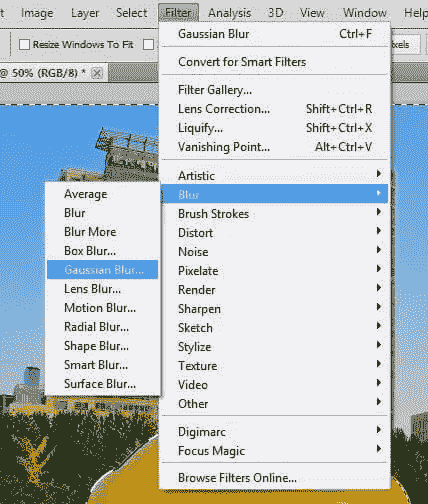 t Image Layer Select Filter Analysis 3D View Window Help
Resize Windows To Fit
ixels
@ 50% (RGB/8) *
Gaussian Blur Ctrl+F
Convert for Smart Filters
Filter Gallery...
Lens Correction... Shift+Ctrl+R
Liquify... Shift+Ctrl+X
Vanishing Point... Alt+Ctrl+V
Artistic
Blur
Brush Strokes
Distort
Noise
Pixelate
Render
Sharpen
Sketch
Stylize
Texture
Video
Other
Digimarc
Focus Magic
Browse Filters Online...
Average
Blur
Blur More
Box Blur...
Gaussian Blur...
Lens Blur...
Motion Blur...
Radial Blur...
Shape Blur...
Smart Blur...
Surface Blur...